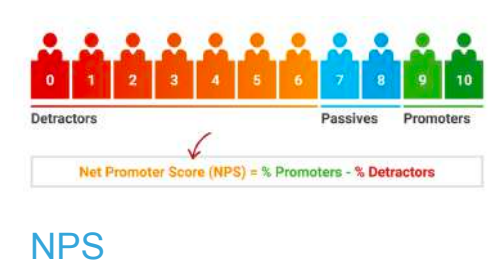 0 1 2 3 4 5 6 7 8 9 10
Detractors Passives Promoters
Net Promoter Score (NPS) = % Promoters - % Detractors
NPS